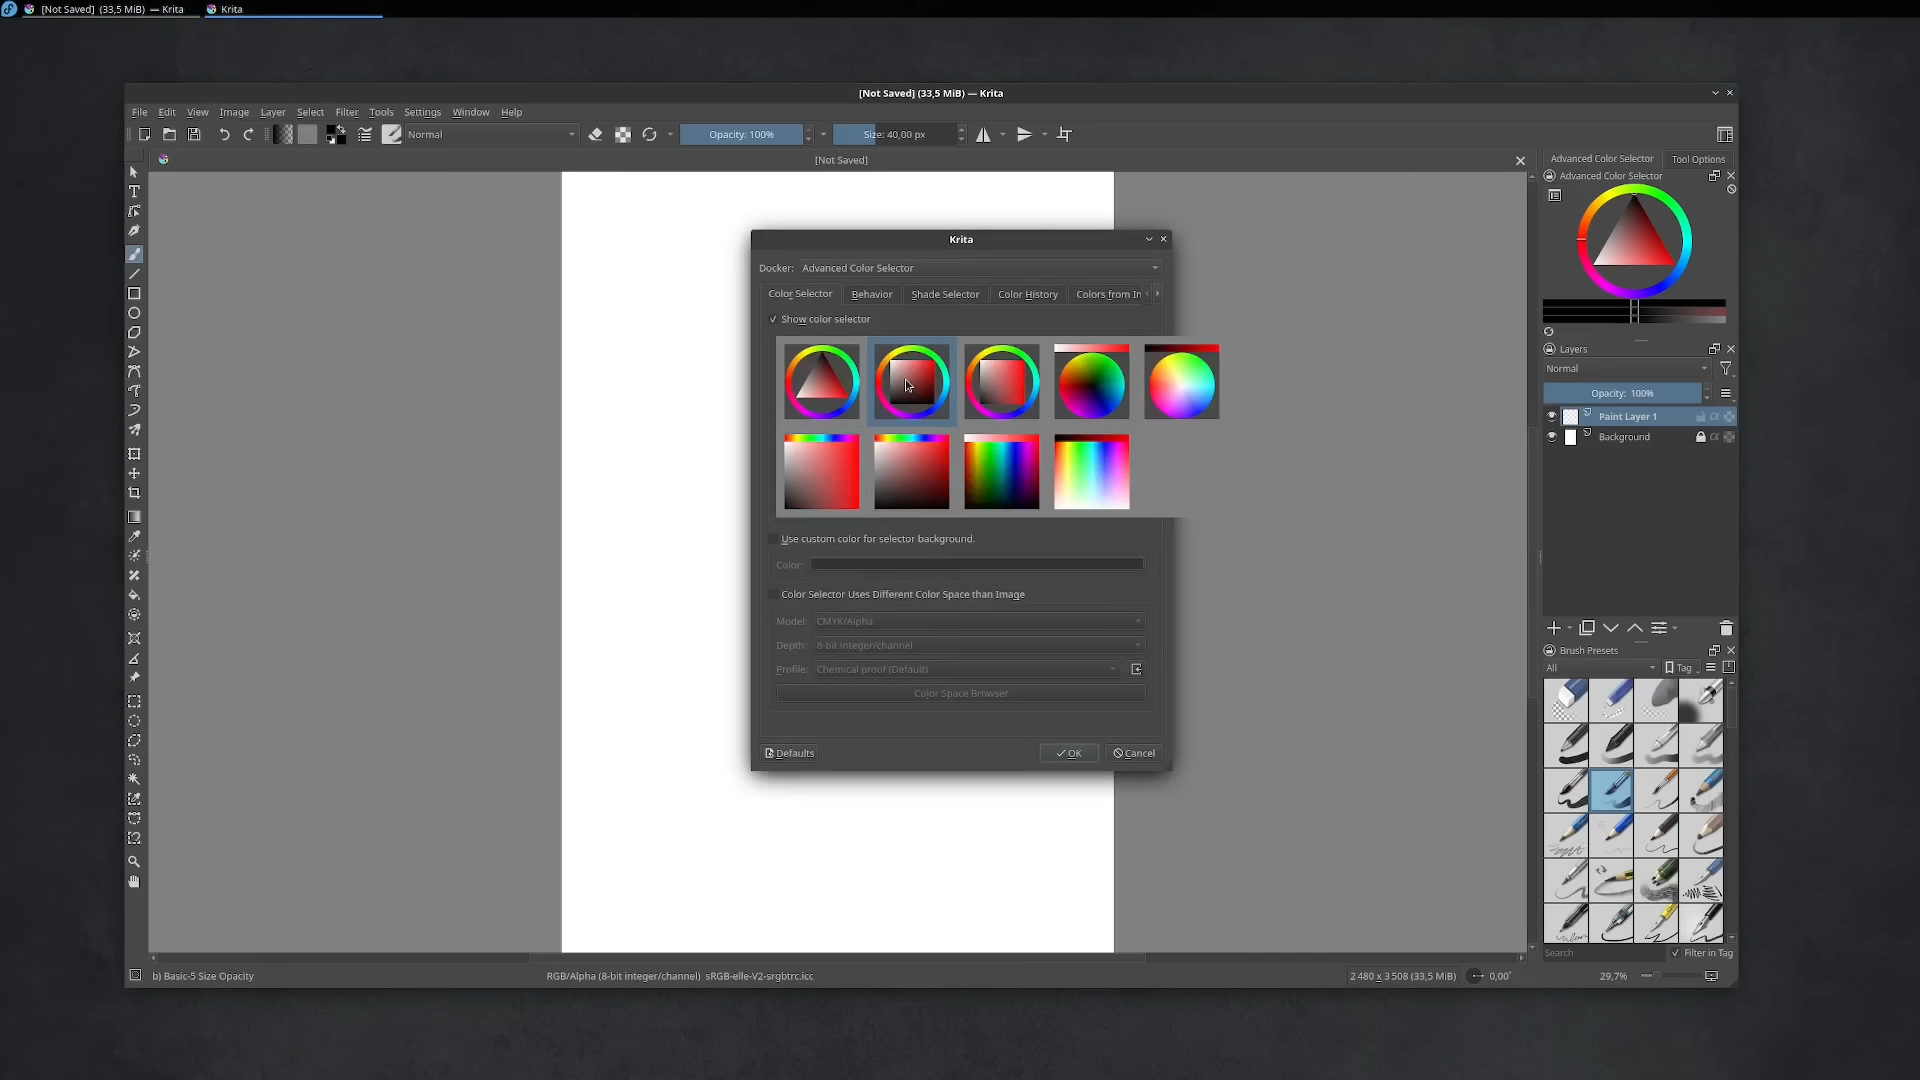 [Not Saved] (33,5 MiB) — Krita
Krita
[Not Saved] (33,5 MiB) — Krita
File Edit View Image Layer Select Filter Tools Settings Window Help
Normal
Opacity: 100%
Size: 40,00 px
[Not Saved]
Advanced Color Selector
Tool Options
Advanced Color Selector
Krita
Docker: Advanced Color Selector
Color Selector
Behavior
Shade Selector
Color History
Colors from Im
Show color selector
Use custom color for selector background.
Color:
Color Selector Uses Different Color Space than Image
Model: CMYK/Alpha
Depth: 8-bit integer/channel
Profile: Chemical proof (Default)
Color Space Browser
Defaults
OK
Cancel
Layers
Normal
Opacity: 100%
Paint Layer 1
Background
Brush Presets
All
Tag
Search
Filter in Tag
b) Basic-5 Size Opacity
RGB/Alpha (8-bit integer/channel) sRGB-elle-V2-srgbtrc.icc
2 480 x 3 508 (33,5 MiB)
0,00°
29,7%